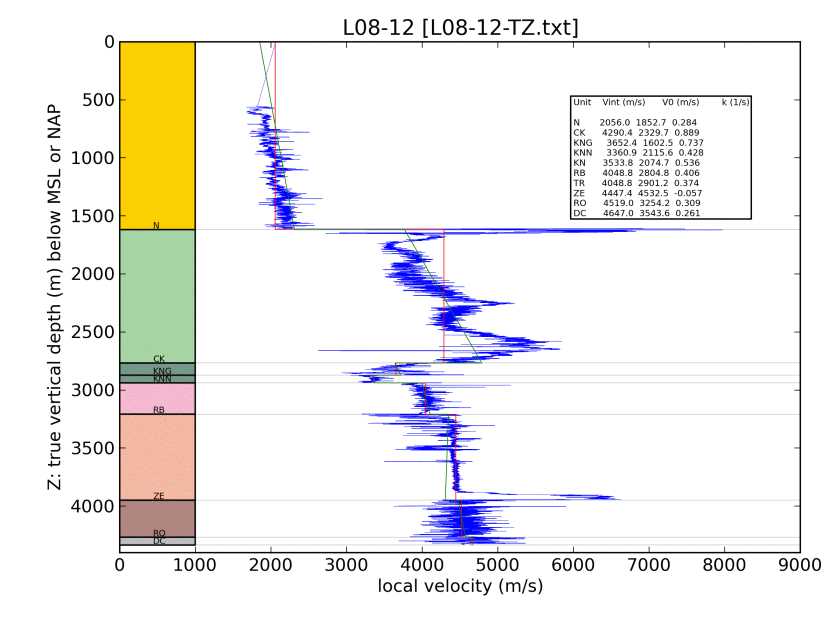 L08-12 [L08-12-TZ.txt]
Z: true vertical depth (m) below MSL or NAP
0
500
1000
1500
2000
2500
3000
3500
4000
N
CK
KNG
KNN
RB
ZE
RO
DC
Unit Vint (m/s) V0 (m/s) k (1/s)
N 2056.0 1852.7 0.284
CK 4290.4 2329.7 0.889
KNG 3652.4 1602.5 0.737
KNN 3360.9 2115.6 0.428
KN 3533.8 2074.7 0.536
RB 4048.8 2804.8 0.406
TR 4048.8 2901.2 0.374
ZE 4447.4 4532.5 -0.057
RO 4519.0 3254.2 0.309
DC 4647.0 3543.6 0.261
0 1000 2000 3000 4000 5000 6000 7000 8000 9000
local velocity (m/s)